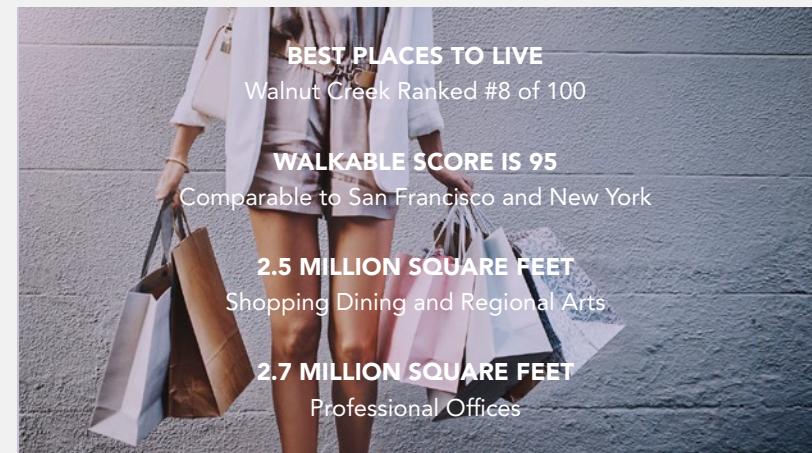 BEST PLACES TO LIVE
Walnut Creek Ranked #8 of 100
WALKABLE SCORE IS 95
Comparable to San Francisco and New York
2.5 MILLION SQUARE FEET
Shopping Dining and Regional Arts
2.7 MILLION SQUARE FEET
Professional Offices